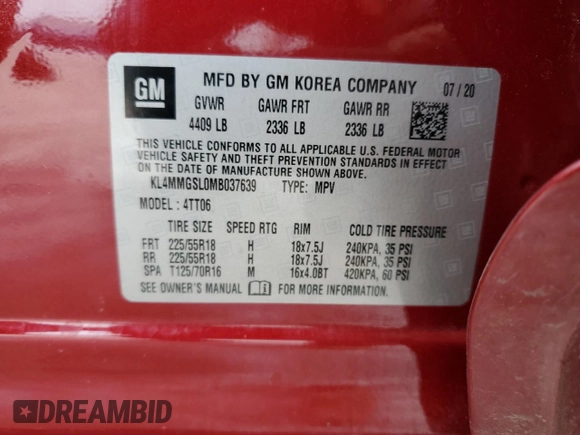 GM MFD BY GM KOREA COMPANY 07/20
GVWR GAWR FRT GAWR RR
4409 LB 2336 LB 2336 LB
THIS VEHICLE CONFORMS TO ALL APPLICABLE U.S. FEDERAL MOTOR
VEHICLE SAFETY AND THEFT PREVENTION STANDARDS IN EFFECT ON
THE DATE OF MANUFACTURE SHOWN ABOVE.
KL4MMGSL0MB037639 TYPE: MPV
MODEL: 4TT06
TIRE SIZE SPEED RTG RIM COLD TIRE PRESSURE
FRT 225/55R18 H 18x7.5J 240KPA, 35 PSI
RR 225/55R18 H 18x7.5J 240KPA, 35 PSI
SPA T125/70R16 M 16x4.0BT 420KPA, 60 PSI
SEE OWNER'S MANUAL FOR MORE INFORMATION.
DREAMBID